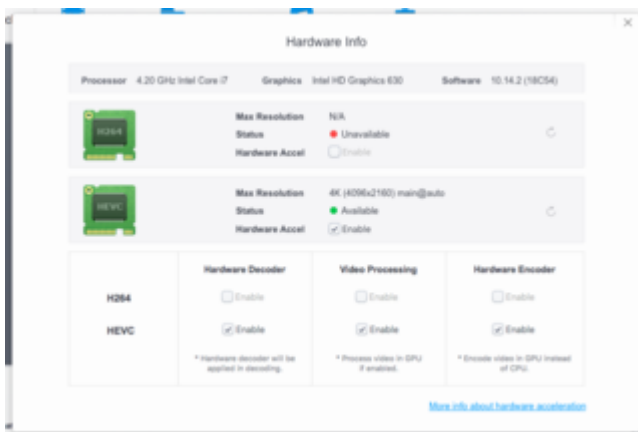 Hardware Info
Processor 4.20 GHz Intel Core i7 Graphics Intel HD Graphics 630 Software 10.14.2 (18C54)
H264
Max Resolution N/A
Status Unavailable
Hardware Accel Enable
HEVC
Max Resolution 4K (4096x2160) main@auto
Status Available
Hardware Accel Enable
Hardware Decoder Video Processing Hardware Encoder
H264 Enable Enable Enable
HEVC Enable Enable Enable
* Hardware decoder will be * Process video in GPU * Encode video in GPU instead
applied in decoding. if enabled. of CPU.
More info about hardware acceleration